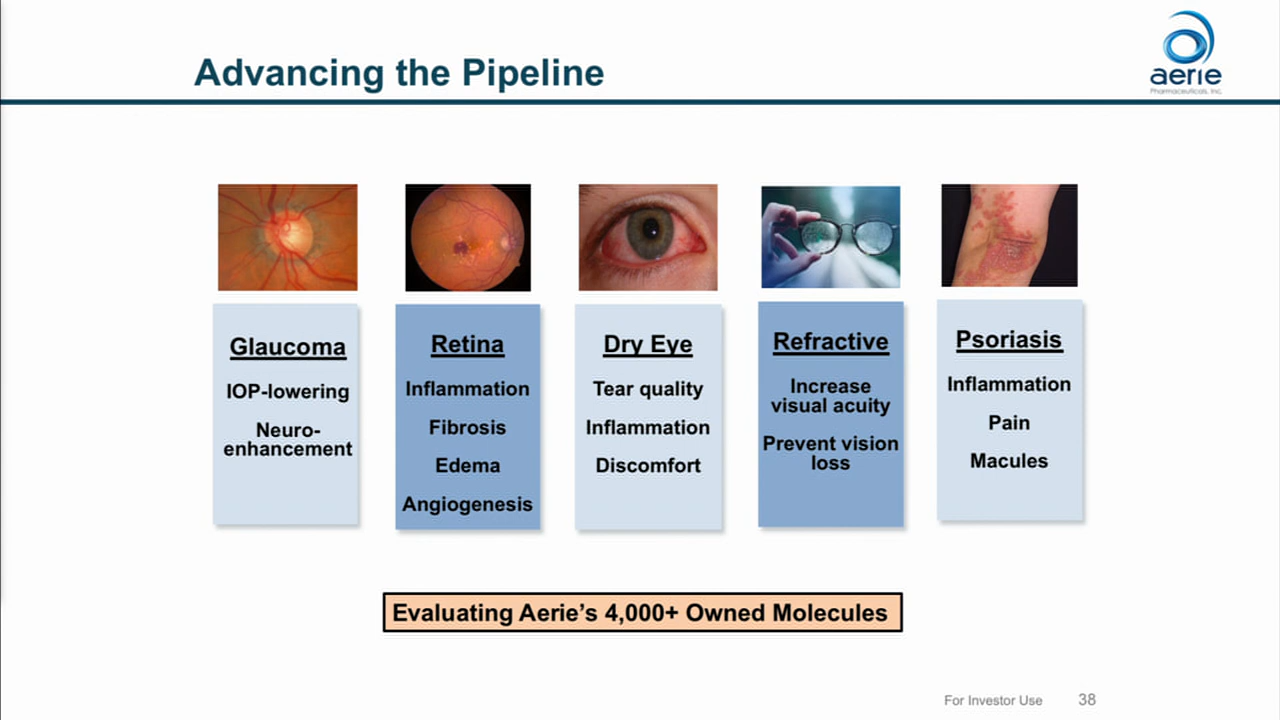 Advancing the Pipeline
aerie
Pharmaceuticals, Inc.
Glaucoma
IOP-lowering
Neuro-
enhancement
Retina
Inflammation
Fibrosis
Edema
Angiogenesis
Dry Eye
Tear quality
Inflammation
Discomfort
Refractive
Increase
visual acuity
Prevent vision
loss
Psoriasis
Inflammation
Pain
Macules
Evaluating Aerie’s 4,000+ Owned Molecules
For Investor Use 38